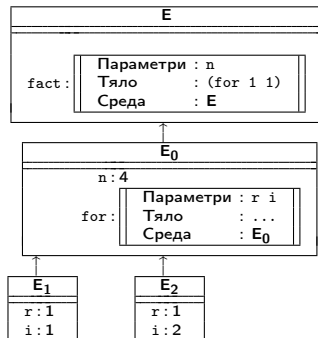 E
fact :
Параметри : n
Тяло : (for 1 1)
Среда : E
E0
n : 4
for :
Параметри : r i
Тяло : ...
Среда : E0
E1
r : 1
i : 1
E2
r : 1
i : 2